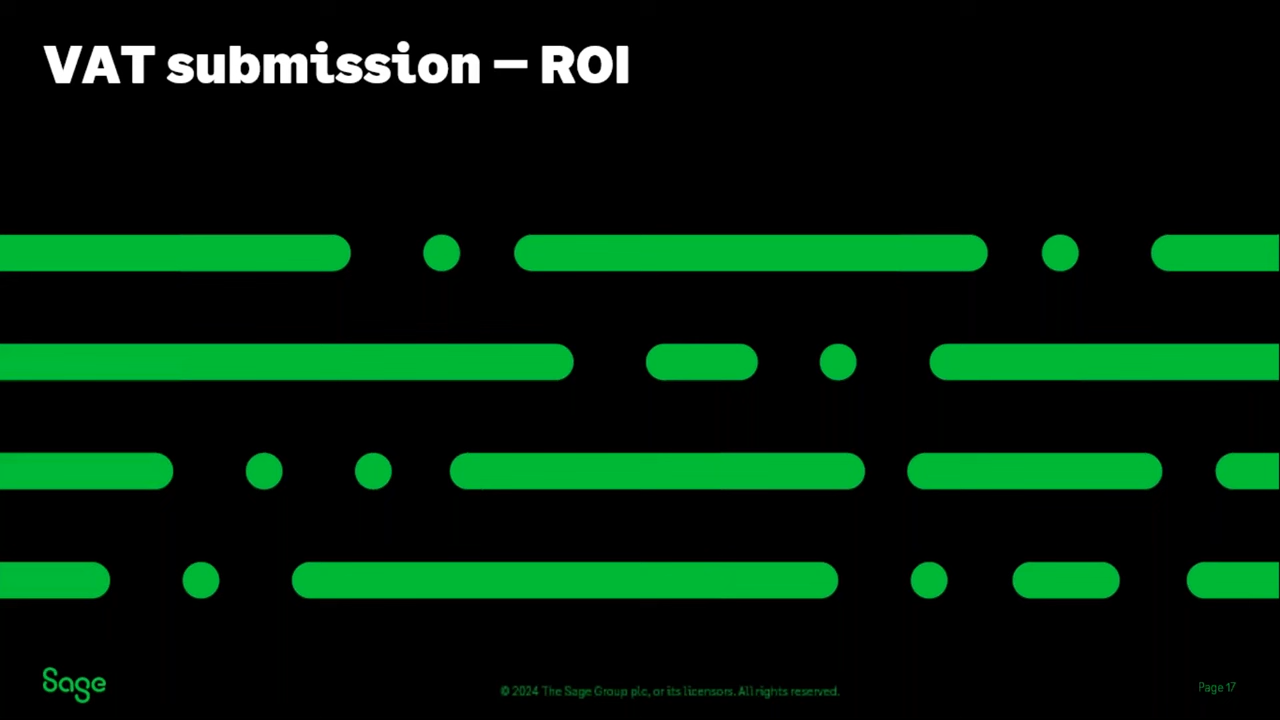 VAT submission – ROI
Sage
© 2024 The Sage Group plc, or its licensors. All rights reserved.
Page 17